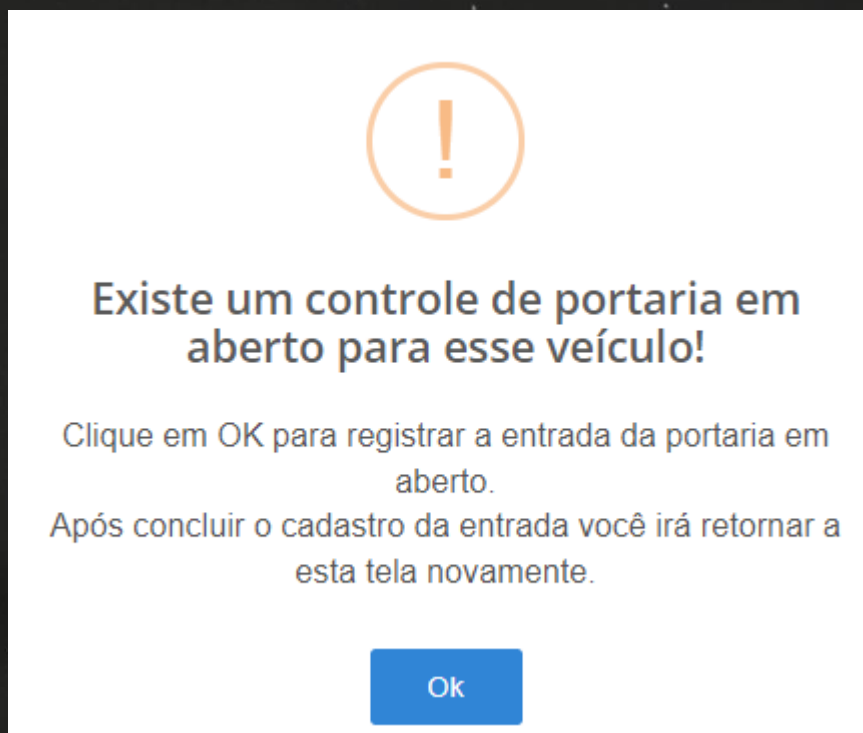 Existe um controle de portaria em
aberto para esse veículo!
Clique em OK para registrar a entrada da portaria em
aberto.
Após concluir o cadastro da entrada você irá retornar a
esta tela novamente.
Ok